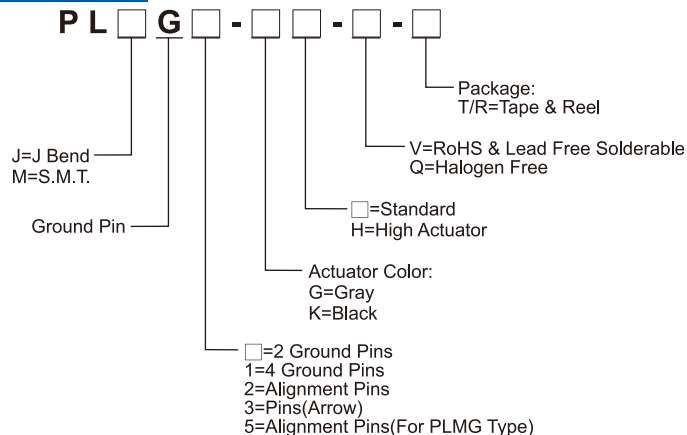 PL□G□-□□-□-□
Package:
T/R=Tape & Reel
J=J Bend
M=S.M.T.
V=RoHS & Lead Free Solderable
Q=Halogen Free
□=Standard
H=High Actuator
Ground Pin
Actuator Color:
G=Gray
K=Black
□=2 Ground Pins
1=4 Ground Pins
2=Alignment Pins
3=Pins(Arrow)
5=Alignment Pins(For PLMG Type)